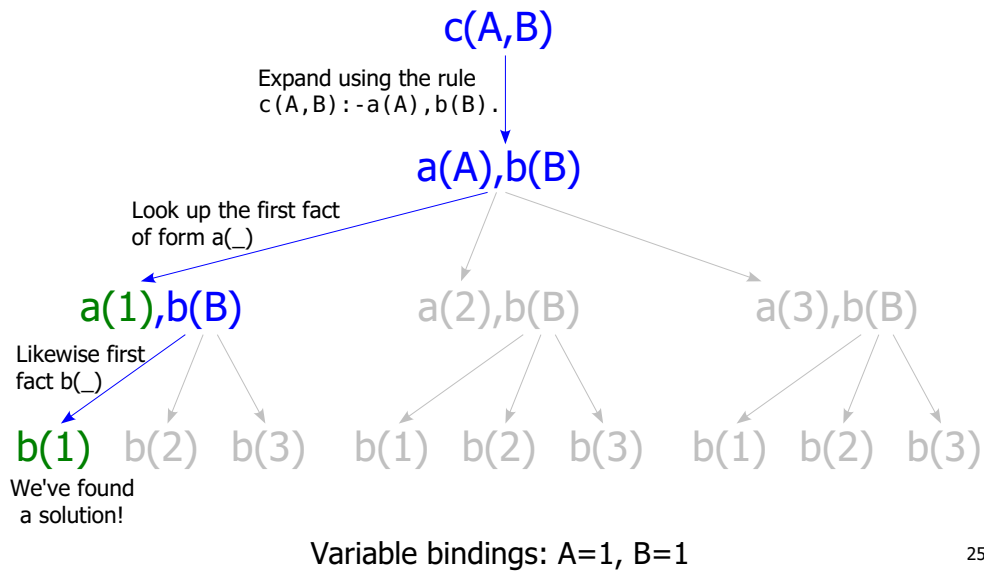 c(A,B)
Expand using the rule
c(A,B):-a(A),b(B).
a(A),b(B)
Look up the first fact
of form a(_)
a(1),b(B) a(2),b(B) a(3),b(B)
Likewise first
fact b(_)
b(1) b(2) b(3) b(1) b(2) b(3) b(1) b(2) b(3)
We've found
a solution!
Variable bindings: A=1, B=1
25